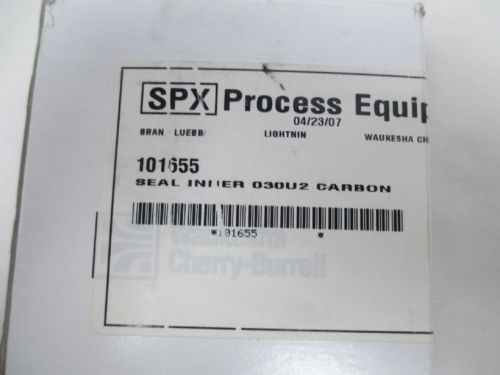 SPX Process Equip
04/23/07
BRAN LUEBB LIGHTNIN WAUKESHA CH
101655
SEAL INNER 030U2 CARBON
*101655 *
Waukesha
Cherry-Burrell